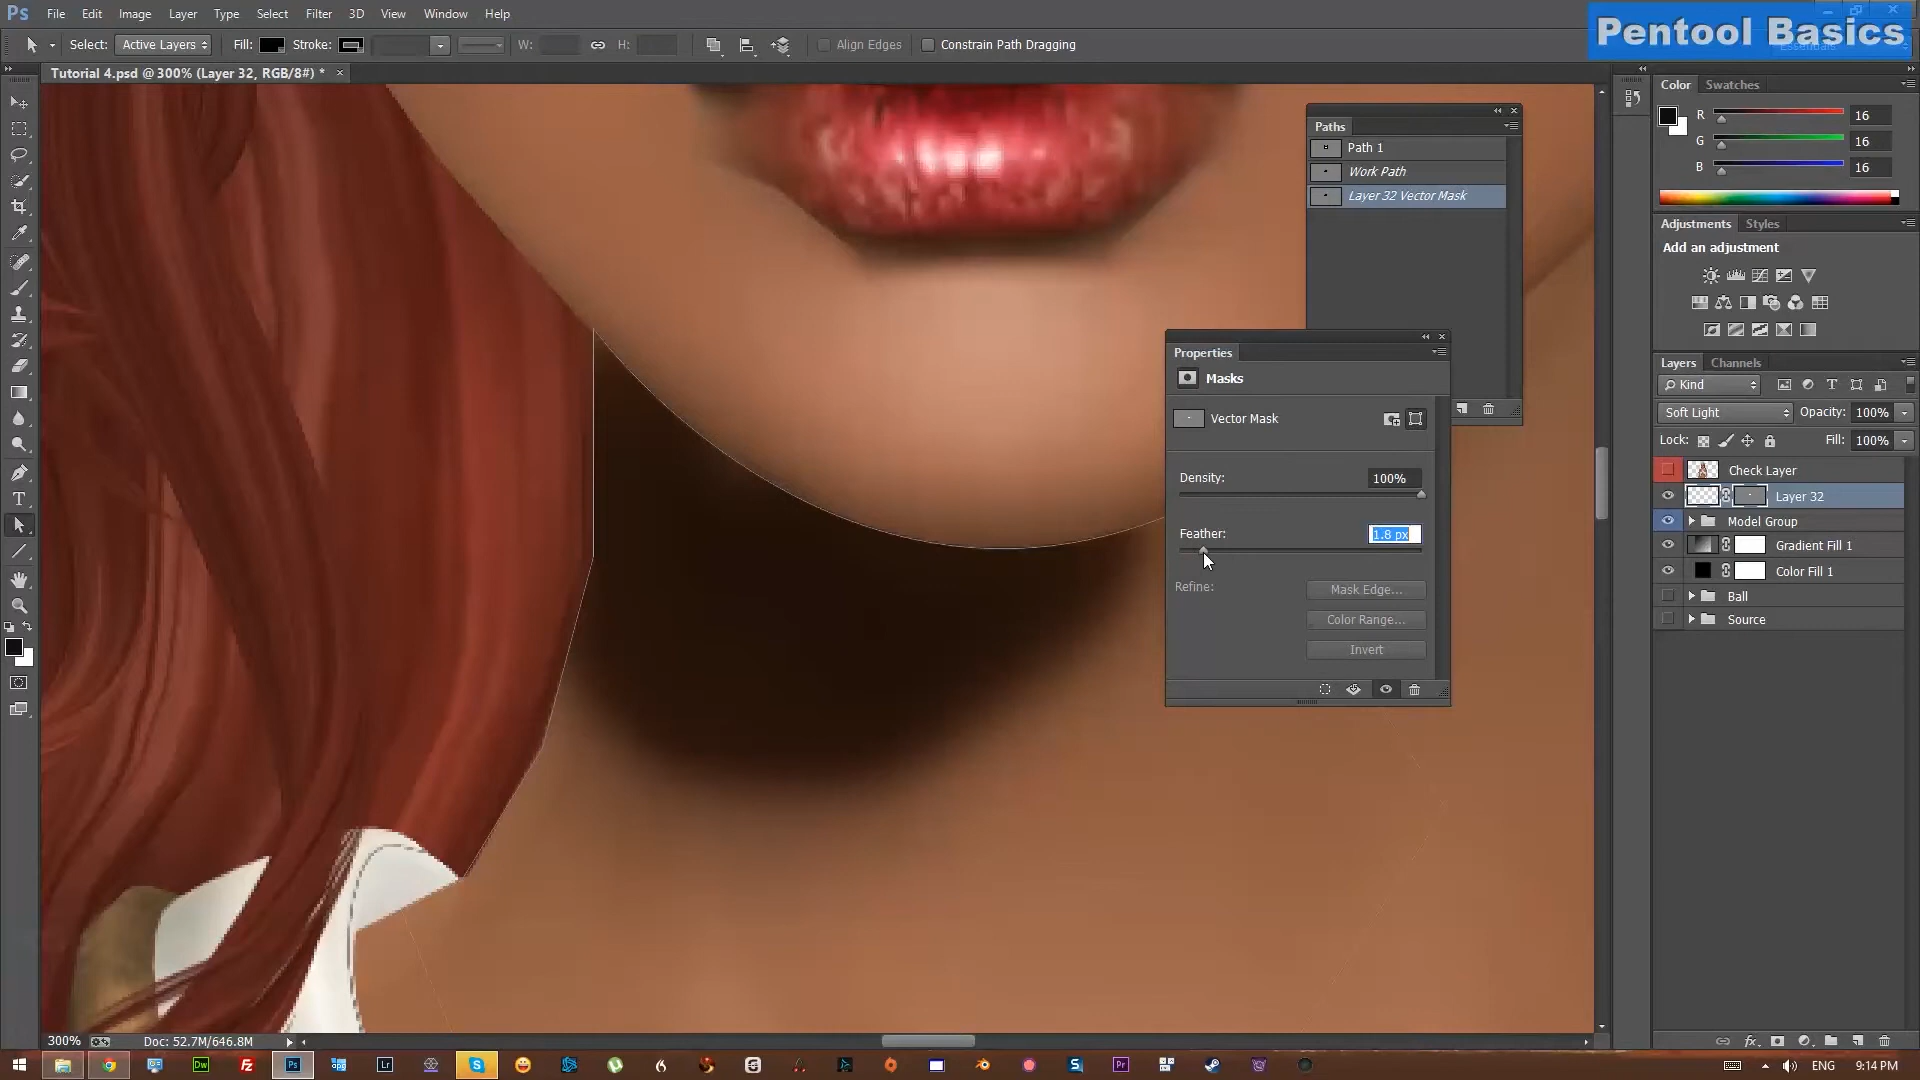 Ps File Edit Image Layer Type Select Filter 3D View Window Help
Pentool Basics
Select: Active Layers Fill: Stroke: W: H: Align Edges Constrain Path Dragging
Tutorial 4.psd @ 300% (Layer 32, RGB/8#) * ×
Color Swatches
R 16
G 16
B 16
Paths
Path 1
Work Path
Layer 32 Vector Mask
Adjustments Styles
Add an adjustment
Properties
Masks
Vector Mask
Density: 100%
Feather: 1.8 px
Refine: Mask Edge...
Color Range...
Invert
Layers Channels
Kind
Soft Light Opacity: 100%
Lock: Fill: 100%
Check Layer
Layer 32
Model Group
Gradient Fill 1
Color Fill 1
Ball
Source
300% Doc: 52.7M/646.8M
Dw Ps Lr Pr ENG 9:14 PM